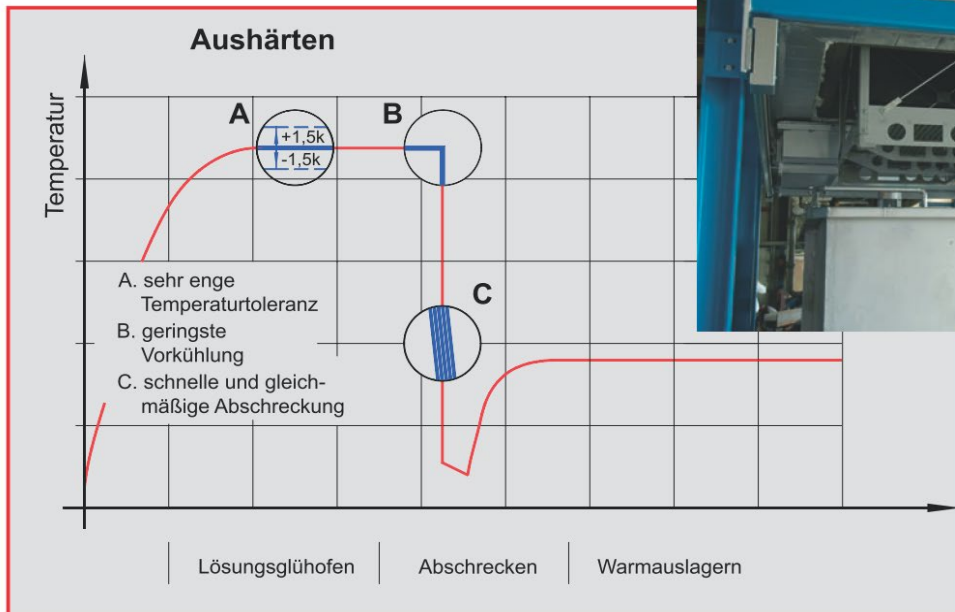 Aushärten
Temperatur
A
+1,5k
-1,5k
B
C
A. sehr enge
Temperaturtoleranz
B. geringste
Vorkühlung
C. schnelle und gleich-
mäßige Abschreckung
Lösungsglühofen
Abschrecken
Warmauslagern